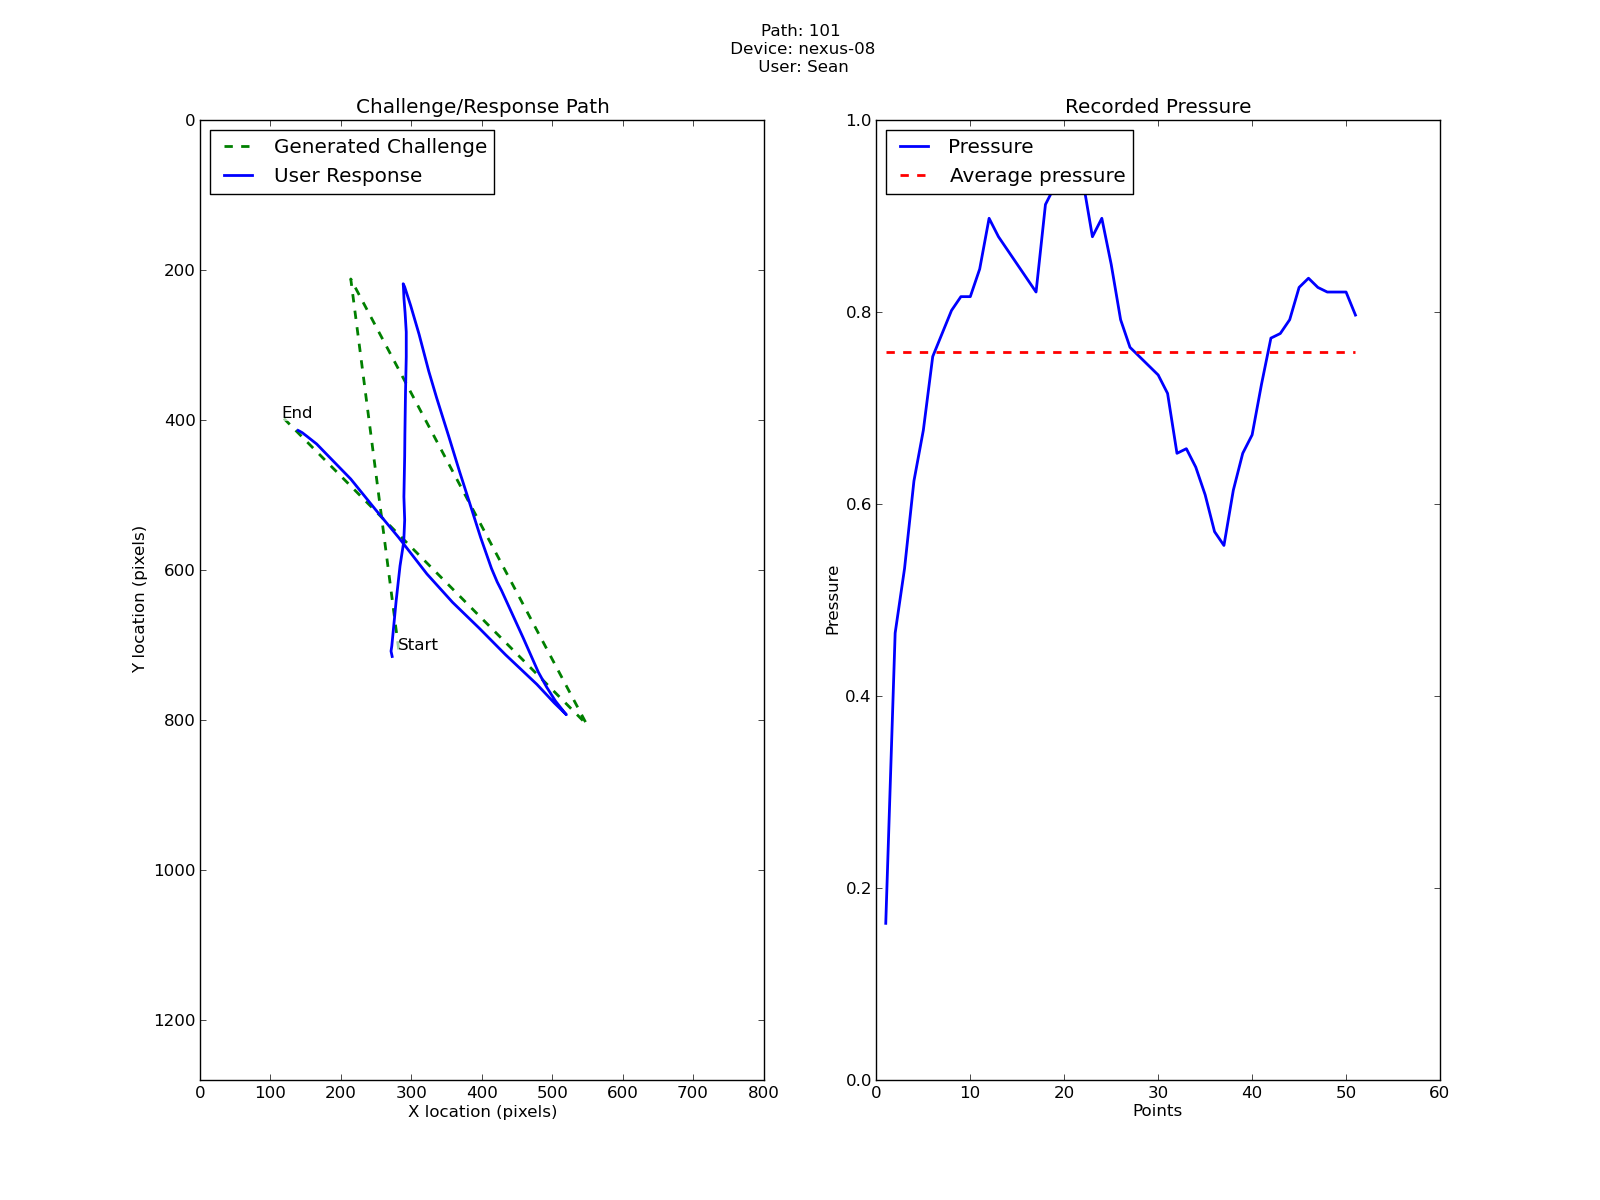 Path: 101
Device: nexus-08
User: Sean
Challenge/Response Path
Generated Challenge
User Response
0
200
400
600
800
1000
1200
Y location (pixels)
End
Start
0 100 200 300 400 500 600 700 800
X location (pixels)
Recorded Pressure
Pressure
Average pressure
1.0
0.8
0.6
0.4
0.2
0.0
Pressure
0 10 20 30 40 50 60
Points